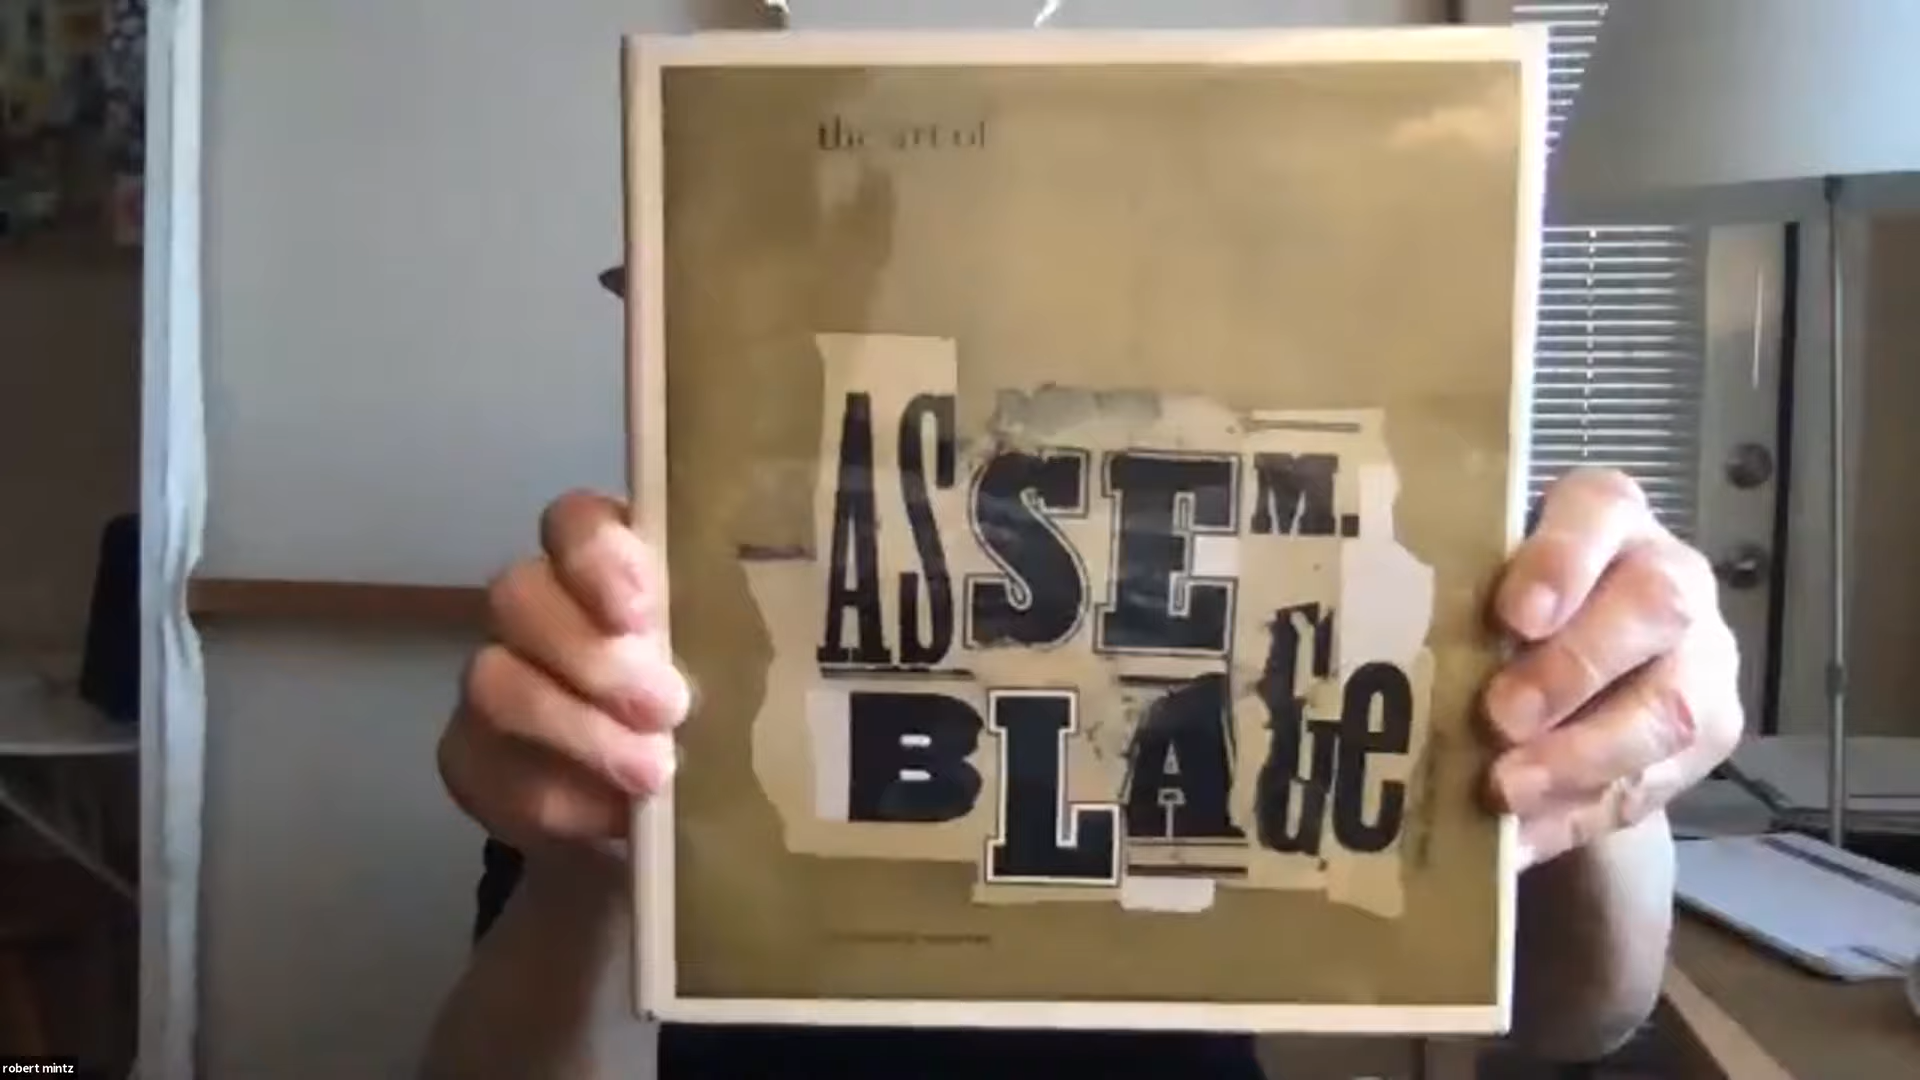 the art of
ASSEM.
BLAGe
robert mintz